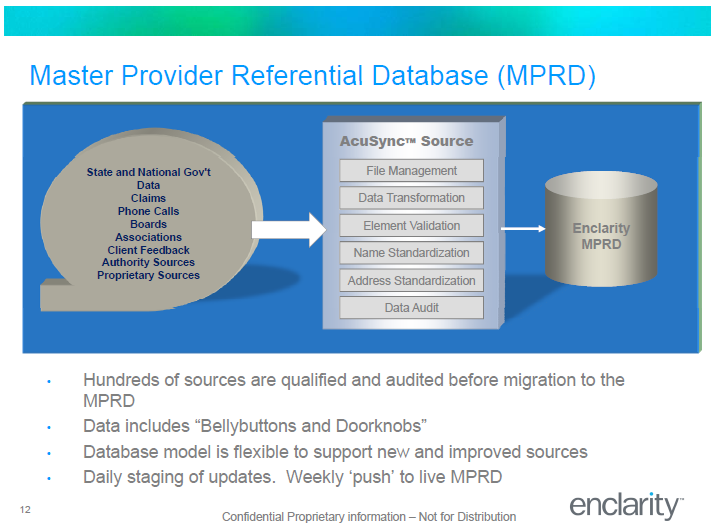 Master Provider Referential Database (MPRD)
State and National Gov't
Data
Claims
Phone Calls
Boards
Associations
Client Feedback
Authority Sources
Proprietary Sources
AcuSync™ Source
File Management
Data Transformation
Element Validation
Name Standardization
Address Standardization
Data Audit
Enclarity
MPRD
• Hundreds of sources are qualified and audited before migration to the
MPRD
• Data includes “Bellybuttons and Doorknobs”
• Database model is flexible to support new and improved sources
• Daily staging of updates. Weekly ‘push’ to live MPRD
12
Confidential Proprietary information – Not for Distribution
enclarity™